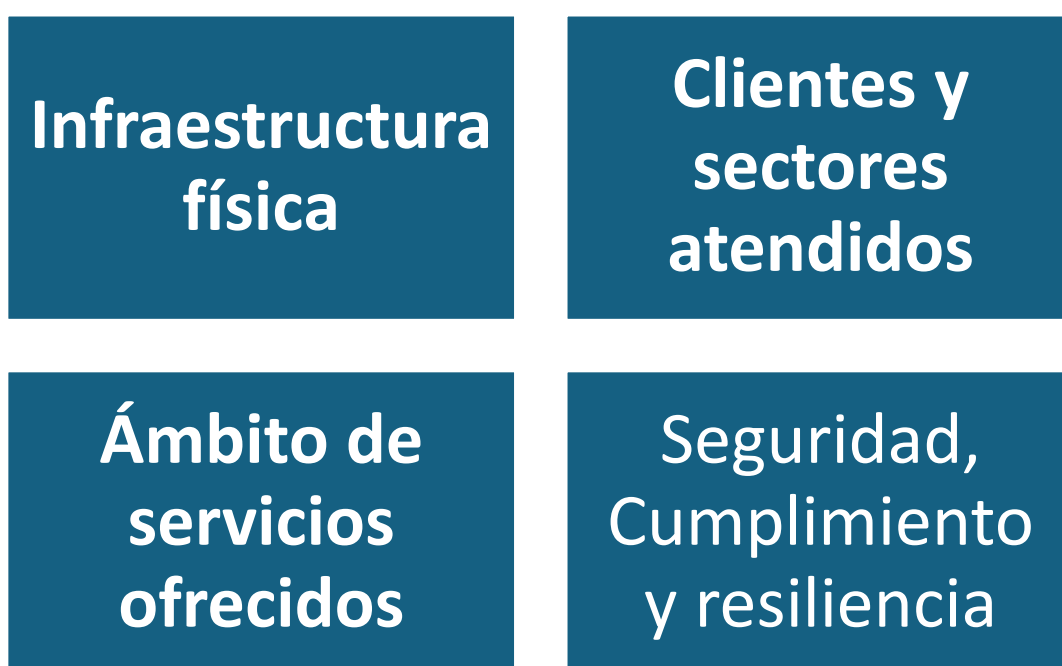 Infraestructura
física
Clientes y
sectores
atendidos
Ámbito de
servicios
ofrecidos
Seguridad,
Cumplimiento
y resiliencia